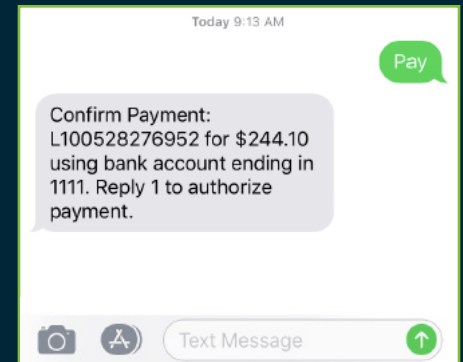 Today 9:13 AM
Pay
Confirm Payment:
L100528276952 for $244.10
using bank account ending in
1111. Reply 1 to authorize
payment.
Text Message